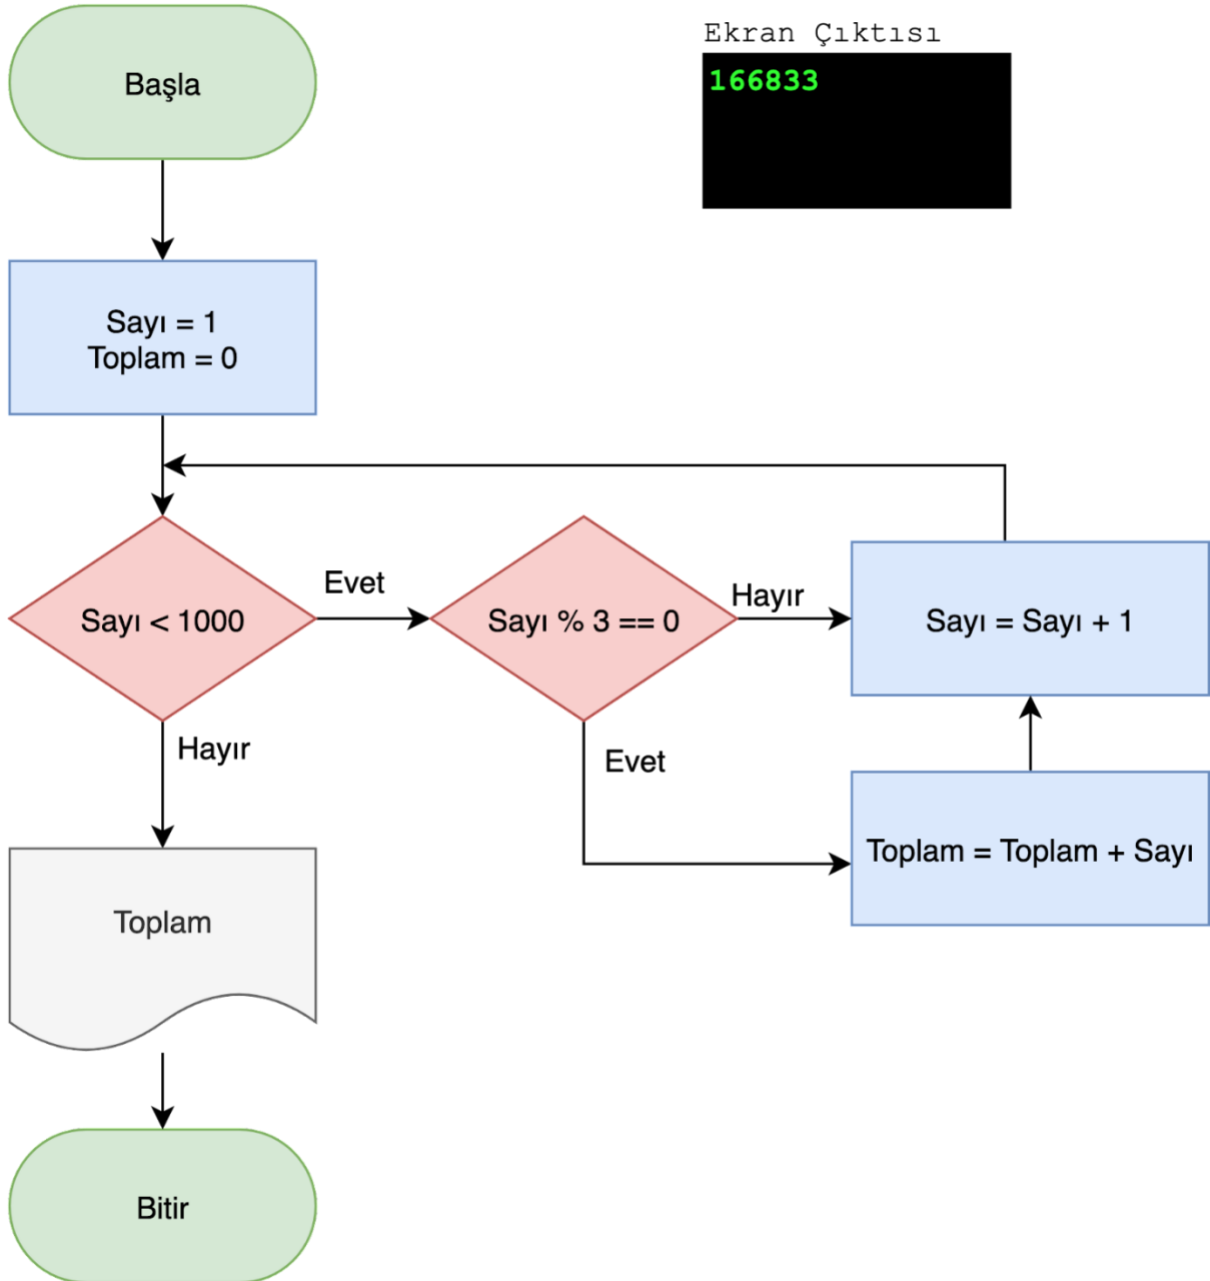 Başla
Ekran Çıktısı
166833
Sayı = 1
Toplam = 0
Sayı < 1000
Evet
Sayı % 3 == 0
Hayır
Sayı = Sayı + 1
Hayır
Evet
Toplam = Toplam + Sayı
Toplam
Bitir